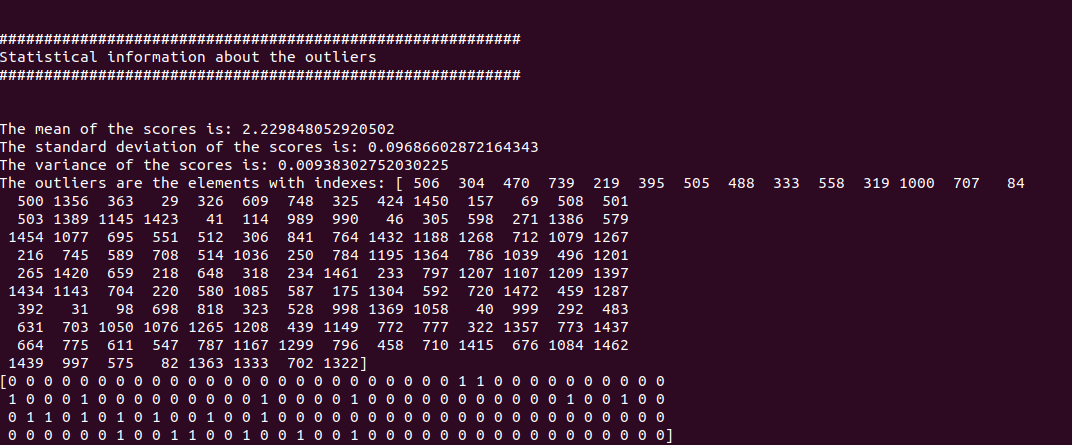 ##########################################################
Statistical information about the outliers
##########################################################
The mean of the scores is: 2.229848052920502
The standard deviation of the scores is: 0.09686602872164343
The variance of the scores is: 0.00938302752030225
The outliers are the elements with indexes: [ 506 304 470 739 219 395 505 488 333 558 319 1000 707 84
500 1356 363 29 326 609 748 325 424 1450 157 69 508 501
503 1389 1145 1423 41 114 989 990 46 305 598 271 1386 579
1454 1077 695 551 512 306 841 764 1432 1188 1268 712 1079 1267
216 745 589 708 514 1036 250 784 1195 1364 786 1039 496 1201
265 1420 659 218 648 318 234 1461 233 797 1207 1107 1209 1397
1434 1143 704 220 580 1085 587 175 1304 592 720 1472 459 1287
392 31 98 698 818 323 528 998 1369 1058 40 999 292 483
631 703 1050 1076 1265 1208 439 1149 772 777 322 1357 773 1437
664 775 611 547 787 1167 1299 796 458 710 1415 676 1084 1462
1439 997 575 82 1363 1333 702 1322]
[0 0 0 0 0 0 0 0 0 0 0 0 0 0 0 0 0 0 0 0 0 0 0 0 0 1 1 0 0 0 0 0 0 0 0 0 0
1 0 0 0 1 0 0 0 0 0 0 0 0 0 1 0 0 0 0 1 0 0 0 0 0 0 0 0 0 0 0 1 0 0 1 0 0
0 1 1 0 1 0 1 0 1 0 0 1 0 0 1 0 0 0 0 0 0 0 0 0 0 0 0 0 0 0 0 0 0 0 0 0 0
0 0 0 0 0 0 1 0 0 1 1 0 0 1 0 0 1 0 0 1 0 0 0 0 0 0 0 0 0 0 0 0 0 0 0 0 0]